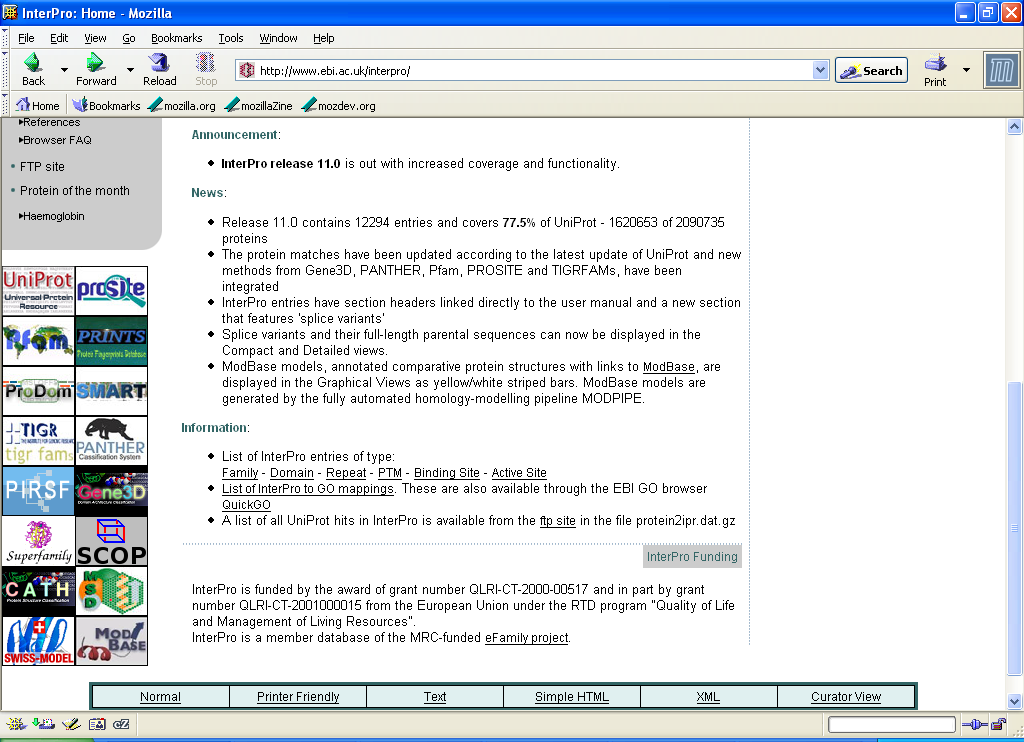 InterPro: Home - Mozilla
File Edit View Go Bookmarks Tools Window Help
Back Forward Reload Stop http://www.ebi.ac.uk/interpro/ Search Print
Home Bookmarks mozilla.org mozillaZine mozdev.org
References
Browser FAQ
FTP site
Protein of the month
Haemoglobin
UniProt
Universal Protein
Resource
proSite
Pfam
PRINTS
Protein Fingerprints Database
ProDom
SMART
TIGR
tigr fams
PANTHER
Classification System
PIRSF
Gene3D
Superfamily
SCOP
CATH
Protein Structure Classification
MSD
SWISS-MODEL
MODBASE
Announcement:
InterPro release 11.0 is out with increased coverage and functionality.
News:
Release 11.0 contains 12294 entries and covers 77.5% of UniProt - 1620653 of 2090735
proteins
The protein matches have been updated according to the latest update of UniProt and new
methods from Gene3D, PANTHER, Pfam, PROSITE and TIGRFAMs, have been
integrated
InterPro entries have section headers linked directly to the user manual and a new section
that features 'splice variants'
Splice variants and their full-length parental sequences can now be displayed in the
Compact and Detailed views.
ModBase models, annotated comparative protein structures with links to ModBase, are
displayed in the Graphical Views as yellow/white striped bars. ModBase models are
generated by the fully automated homology-modelling pipeline MODPIPE.
Information:
List of InterPro entries of type:
Family - Domain - Repeat - PTM - Binding Site - Active Site
List of InterPro to GO mappings. These are also available through the EBI GO browser
QuickGO
A list of all UniProt hits in InterPro is available from the ftp site in the file protein2ipr.dat.gz
InterPro Funding
InterPro is funded by the award of grant number QLRI-CT-2000-00517 and in part by grant
number QLRI-CT-2001000015 from the European Union under the RTD program "Quality of Life
and Management of Living Resources".
InterPro is a member database of the MRC-funded eFamily project.
Normal Printer Friendly Text Simple HTML XML Curator View